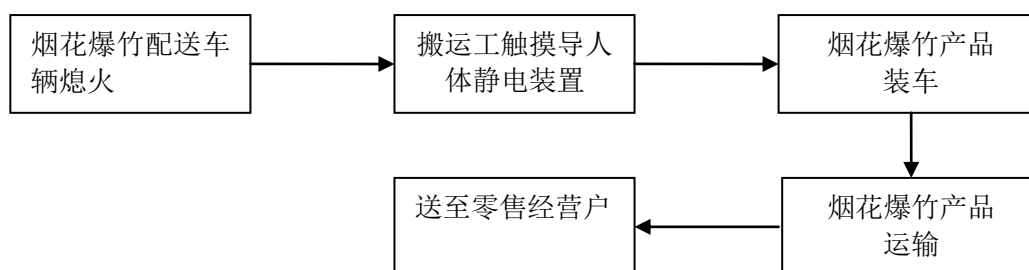 烟花爆竹配送车
辆熄火
搬运工触摸导人
体静电装置
烟花爆竹产品
装车
烟花爆竹产品
运输
送至零售经营户